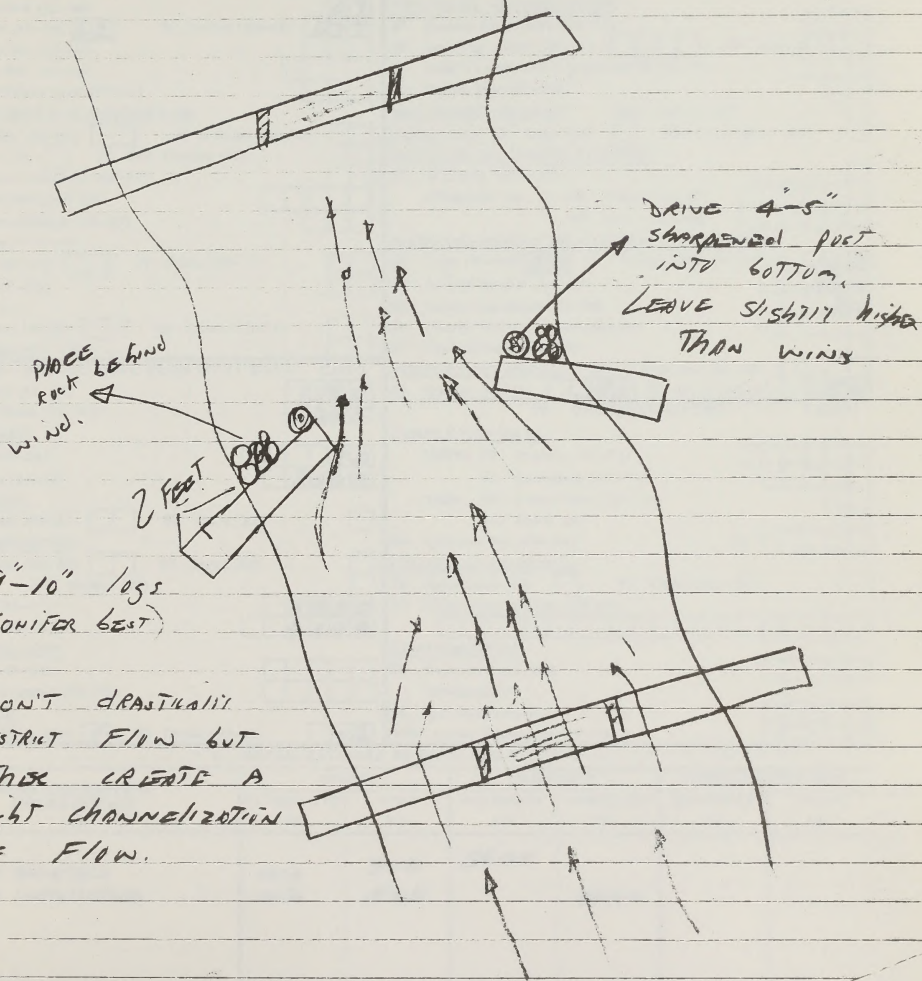 DRIVE 4"-5"
SHARPENEd POST
INTO bOTTOM,
LEAVE SlighTly higher
THAN WING
PLACE
ROCK bEhind
WING.
2 FEET
"-10" logs
ONIFER bEST)
ON'T dRASTICAlly
STRICT FlOW bUT
THER CREATE A
GhT ChANNElIZATION
FlOW.